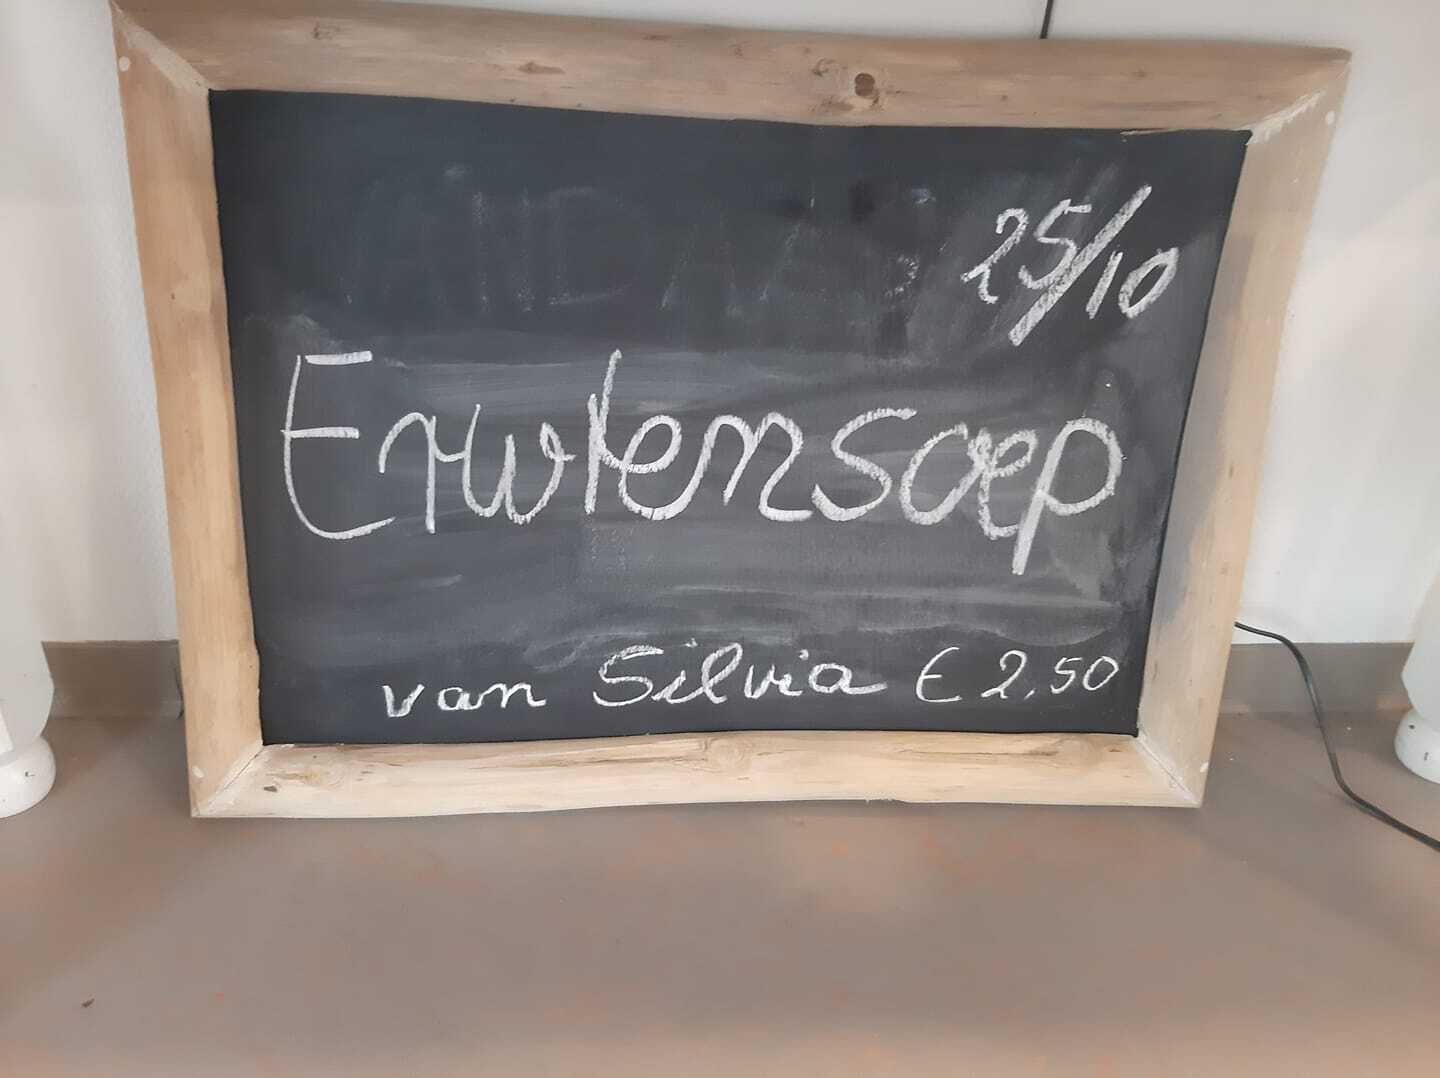 25/10
Erwtensoep
van Silvia € 2,50